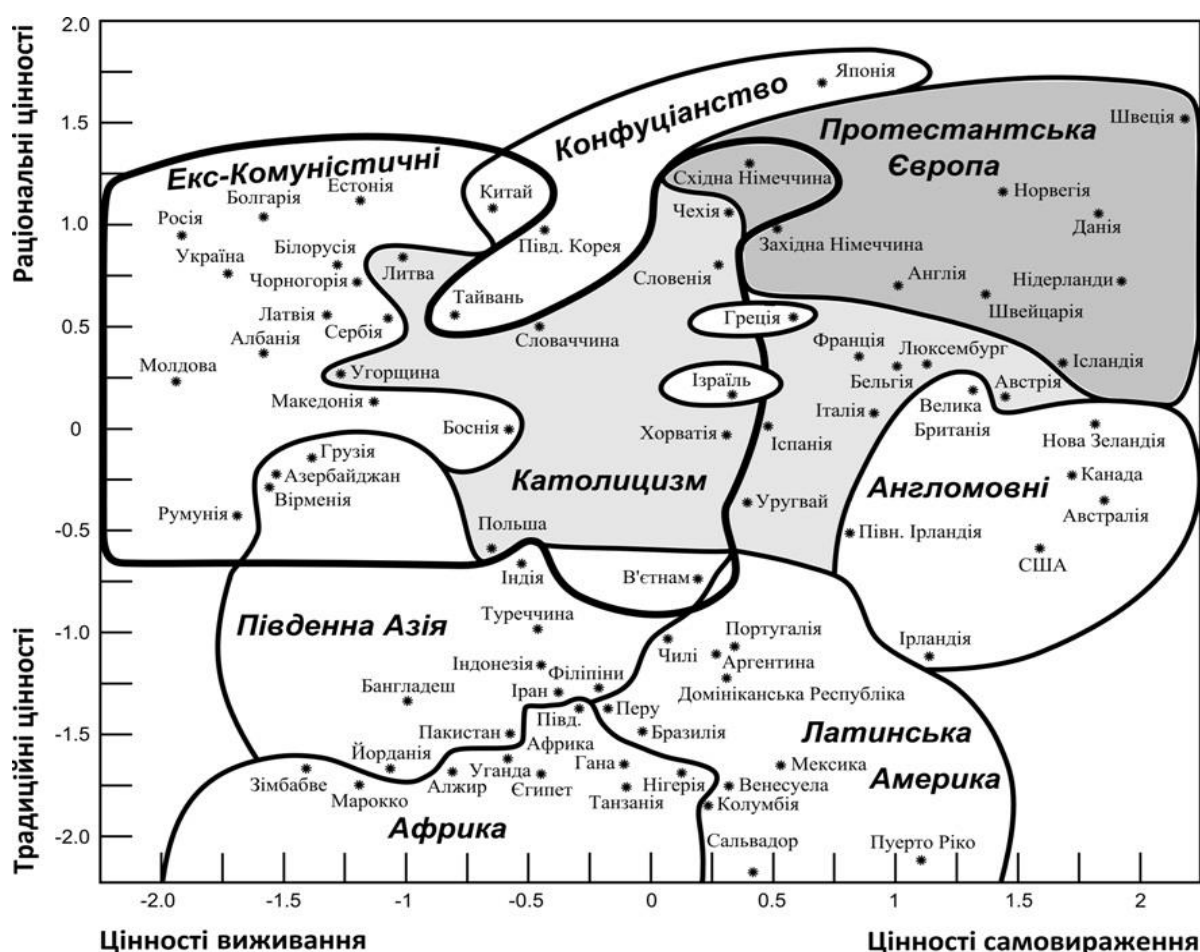 Раціональні цінності
Традиційні цінності
2.0
1.5
1.0
0.5
0
-0.5
-1.0
-1.5
-2.0
Японія
Конфуціанство
Швеція
Протестантська
Європа
Екс-Комуністичні
Естонія
Китай
Східна Німеччина
Норвегія
Болгарія
Росія
Чехія
Данія
Україна
Білорусія
Півд. Корея
Західна Німеччина
Чорногорія
Литва
Словенія
Англія
Нідерланди
Тайвань
Швейцарія
Латвія
Сербія
Греція
Албанія
Словаччина
Франція
Люксембург
Ісландія
Молдова
Угорщина
Ізраїль
Бельгія
Австрія
Македонія
Італія
Велика
Британія
Боснія
Хорватія
Іспанія
Нова Зеландія
Грузія
Азербайджан
Вірменія
Католицизм
Англомовні
Канада
Румунія
Уругвай
Австралія
Польша
Півн. Ірландія
Індія
В'єтнам
США
Туреччина
Південна Азія
Португалія
Чилі
Аргентина
Ірландія
Індонезія
Філіпіни
Бангладеш
Іран
Домініканська Республіка
Півд.
Африка
Перу
Пакистан
Бразилія
Латинська
Америка
Йорданія
Зімбабве
Марокко
Алжир
Уганда
Єгипет
Гана
Танзанія
Нігерія
Мексика
Венесуела
Колумбія
Африка
Сальвадор
Пуерто Ріко
-2.0
-1.5
-1
-0.5
0
0.5
1
1.5
2
Цінності виживання
Цінності самовираження